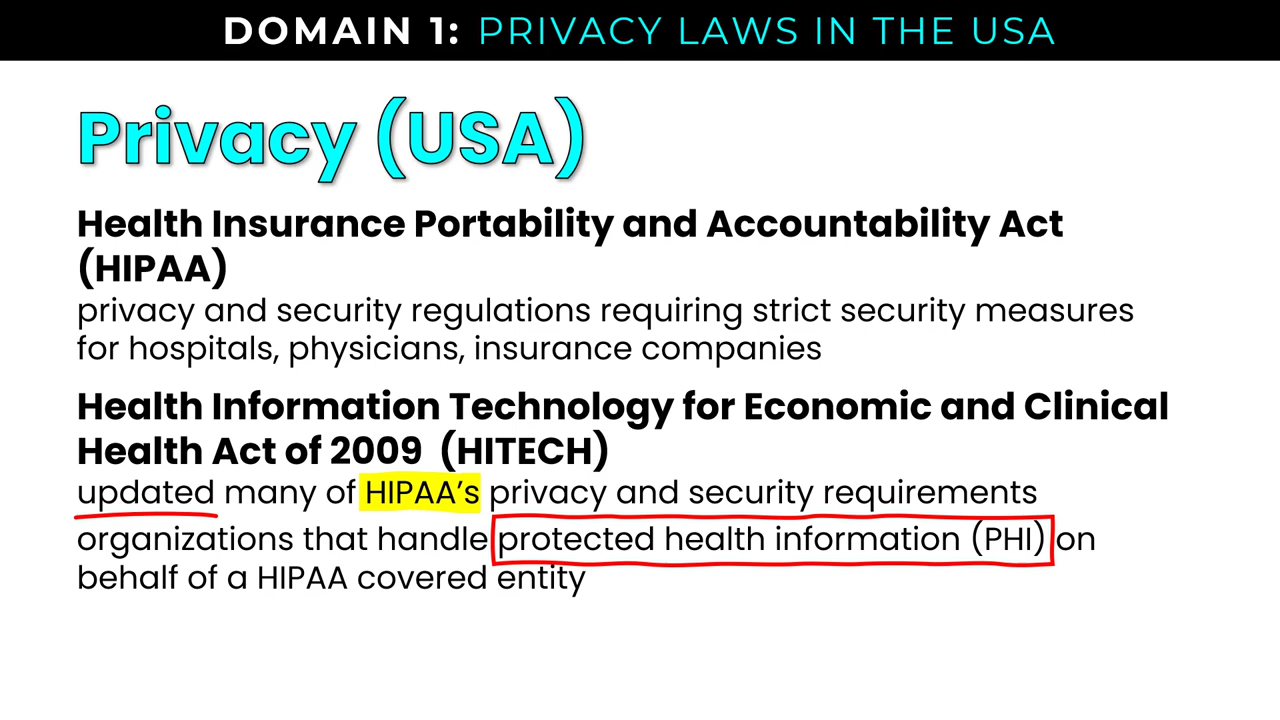 DOMAIN 1: PRIVACY LAWS IN THE USA
Privacy (USA)
Health Insurance Portability and Accountability Act
(HIPAA)
privacy and security regulations requiring strict security measures
for hospitals, physicians, insurance companies
Health Information Technology for Economic and Clinical
Health Act of 2009 (HITECH)
updated many of HIPAA’s privacy and security requirements
organizations that handle protected health information (PHI) on
behalf of a HIPAA covered entity